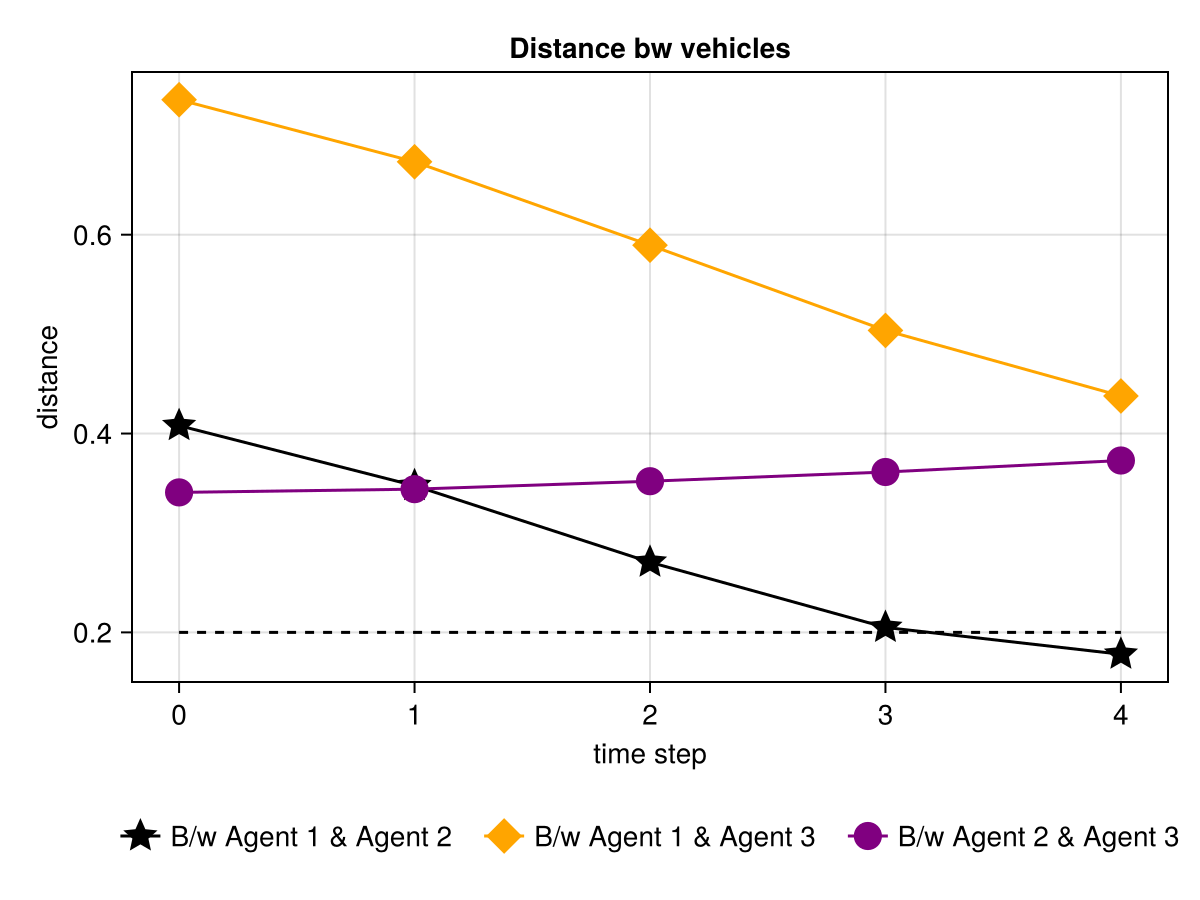 Distance bw vehicles
distance
0.6
0.4
0.2
0 1 2 3 4
time step
B/w Agent 1 & Agent 2 B/w Agent 1 & Agent 3 B/w Agent 2 & Agent 3